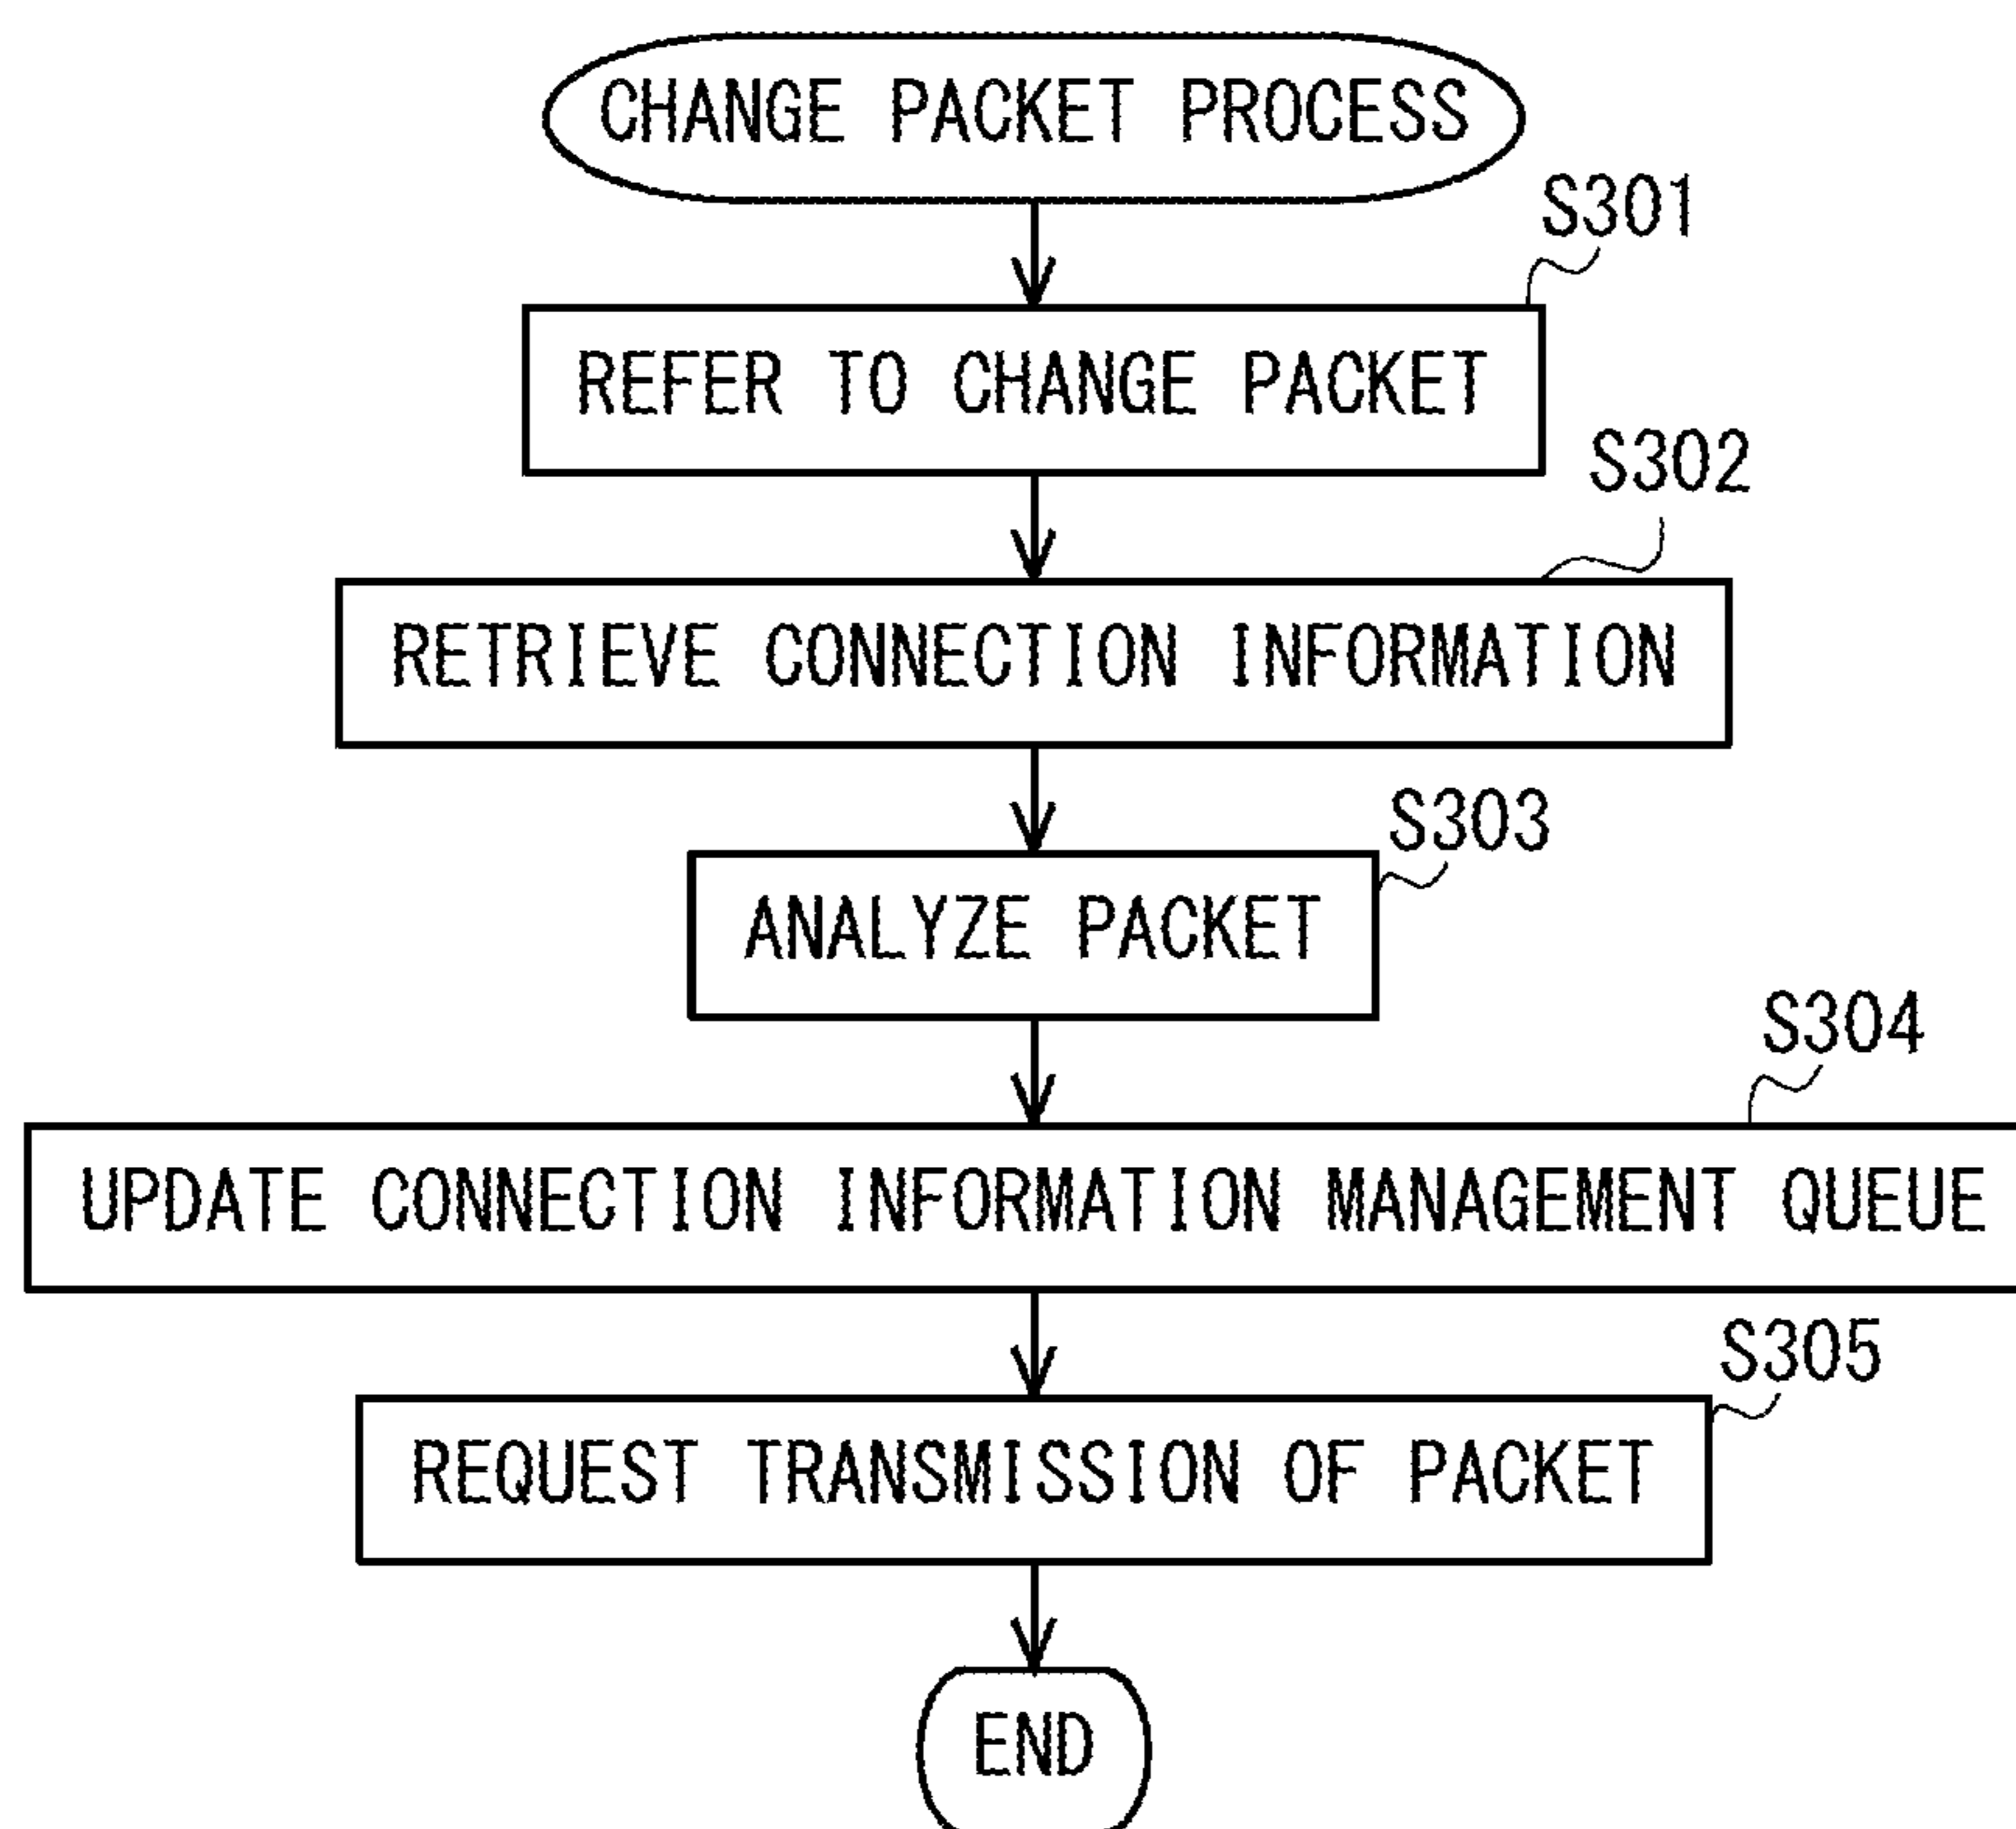 CHANGE PACKET PROCESS
S301
REFER TO CHANGE PACKET
S302
RETRIEVE CONNECTION INFORMATION
S303
ANALYZE PACKET
S304
UPDATE CONNECTION INFORMATION MANAGEMENT QUEUE
S305
REQUEST TRANSMISSION OF PACKET
END